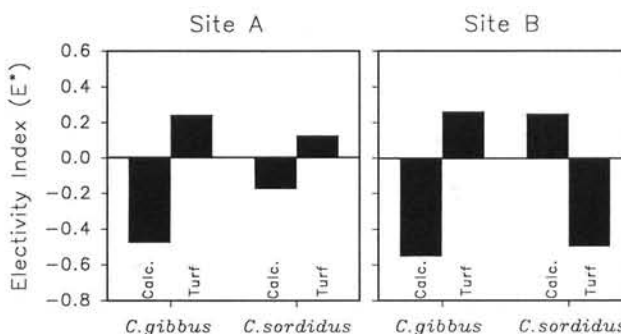 Site A Site B
Electivity Index (E*)
0.6
0.4
0.2
0.0
−0.2
−0.4
−0.6
−0.8
Calc. Turf Calc. Turf Calc. Turf Calc. Turf
C.gibbus C.sordidus C.gibbus C.sordidus